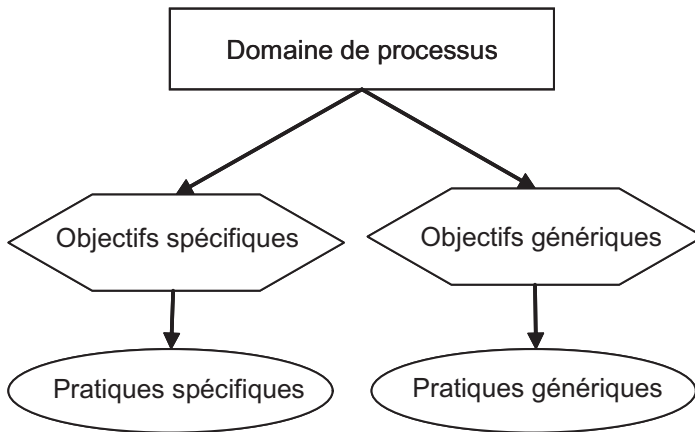 Domaine de processus
Objectifs spécifiques
Objectifs génériques
Pratiques spécifiques
Pratiques génériques